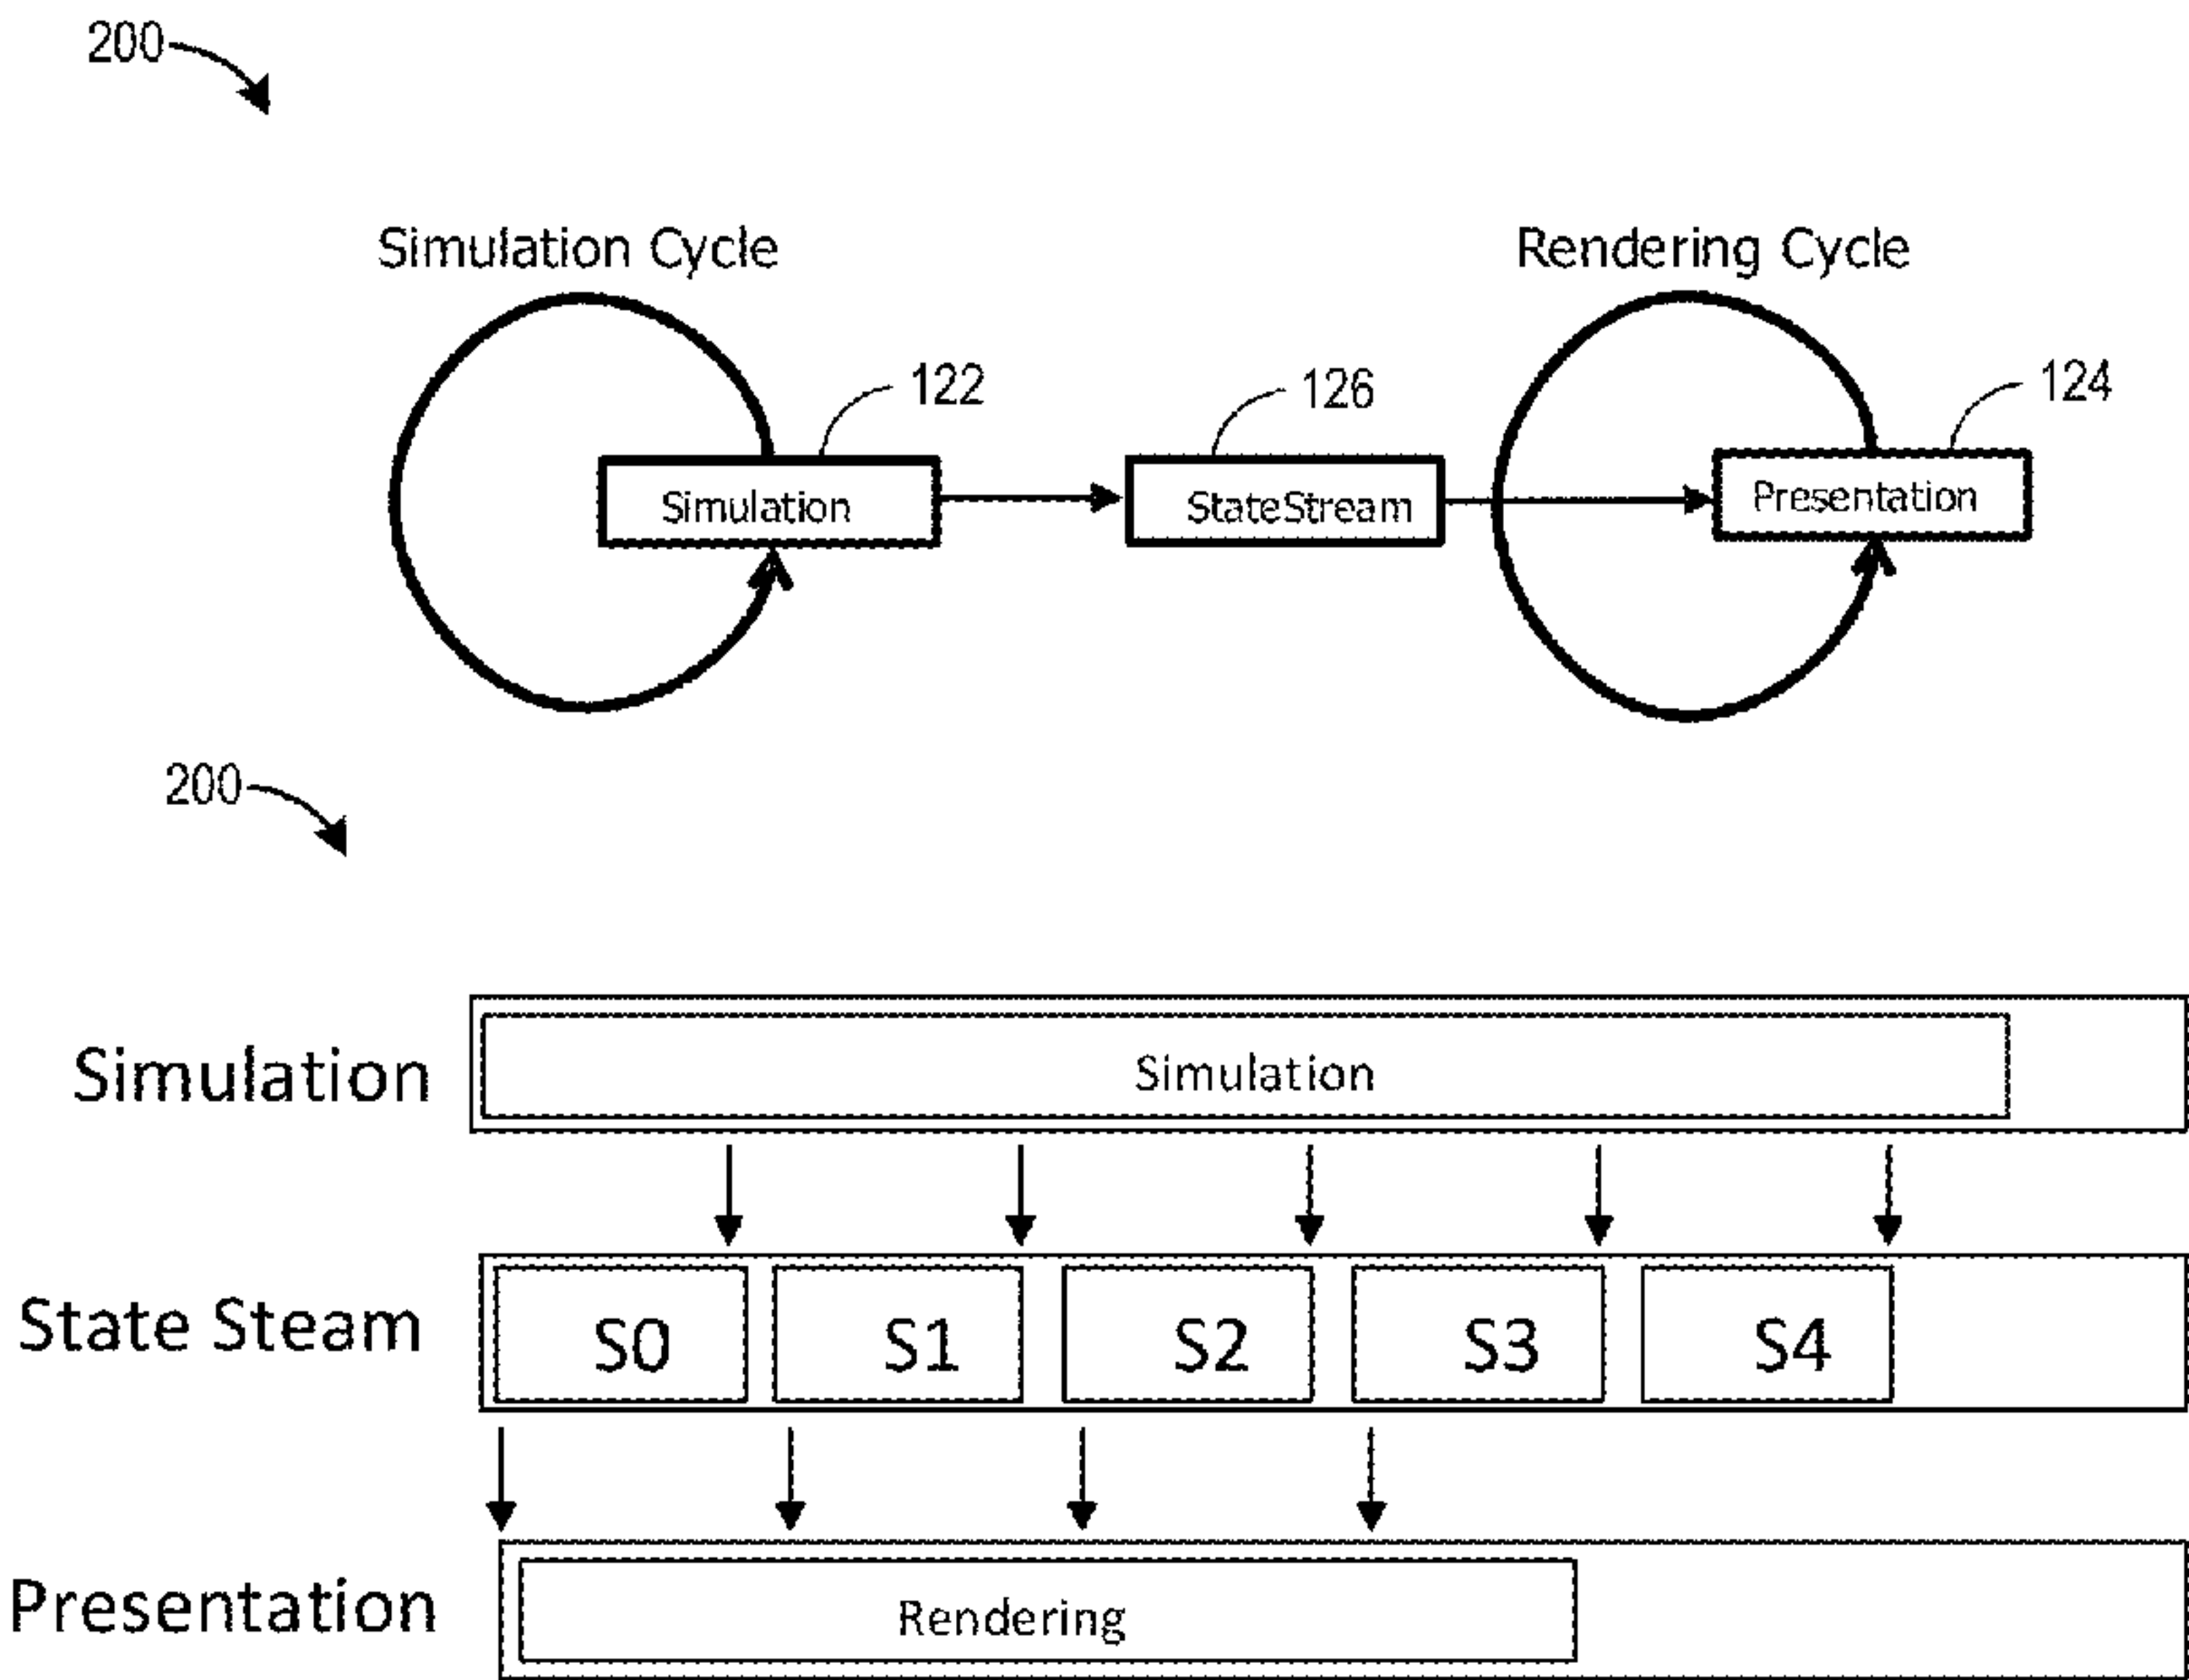 200
Simulation Cycle
Rendering Cycle
122
126
124
Simulation
StateStream
Presentation
200
Simulation
Simulation
State Steam
S0
S1
S2
S3
S4
Presentation
Rendering